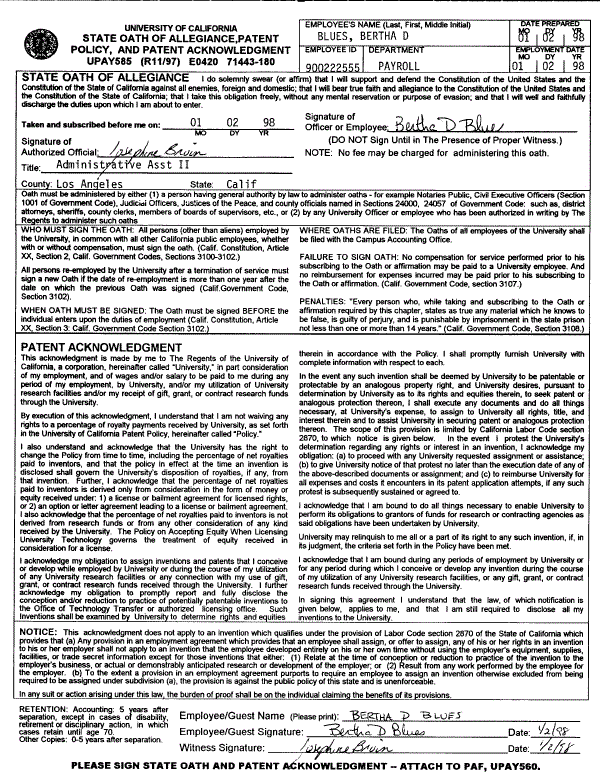 UNIVERSITY OF CALIFORNIA
STATE OATH OF ALLEGIANCE,PATENT
POLICY, AND PATENT ACKNOWLEDGMENT
UPAY585 (R11/97) E0420 71443-180
EMPLOYEE'S NAME (Last, First, Middle Initial)
BLUES, BERTHA D
DATE PREPARED
MO DY YR
01 02 98
EMPLOYEE ID
900222555
DEPARTMENT
PAYROLL
EMPLOYMENT DATE
MO DY YR
01 02 98
STATE OATH OF ALLEGIANCE I do solemnly swear (or affirm) that I will support and defend the Constitution of the United States and the
Constitution of the State of California against all enemies, foreign and domestic; that I will bear true faith and allegiance to the Constitution of the United States and
the Constitution of the State of California; that I take this obligation freely, without any mental reservation or purpose of evasion; and that I will well and faithfully
discharge the duties upon which I am about to enter.
Taken and subscribed before me on: 01 02 98
MO DY YR
Signature of
Authorized Official: Josephine Bruin
Title: Administrative Asst II
Signature of
Officer or Employee: Bertha D Blues
(DO NOT Sign Until in The Presence of Proper Witness.)
NOTE: No fee may be charged for administering this oath.
County: Los Angeles State: Calif
Oath must be administered by either (1) a person having general authority by law to administer oaths - for example Notaries Public, Civil Executive Officers (Section
1001 of Government Code), Judicial Officers, Justices of the Peace, and county officials named in Sections 24000, 24057 of Government Code: such as, district
attorneys, sheriffs, county clerks, members of boards of supervisors, etc., or (2) by any University Officer or employee who has been authorized in writing by The
Regents to administer such oaths
WHO MUST SIGN THE OATH: All persons (other than aliens) employed by
the University, in common with all other California public employees, whether
with or without compensation, must sign the oath. (Calif. Constitution, Article
XX, Section 2, Calif. Government Codes, Sections 3100-3102.)
All persons re-employed by the University after a termination of service must
sign a new Oath if the date of re-employment is more than one year after the
date on which the previous Oath was signed (Calif.Government Code,
Section 3102).
WHEN OATH MUST BE SIGNED: The Oath must be signed BEFORE the
individual enters upon the duties of employment (Calif. Constitution, Article
XX, Section 3: Calif. Government Code Section 3102.)
WHERE OATHS ARE FILED: The Oaths of all employees of the University shall
be filed with the Campus Accounting Office.
FAILURE TO SIGN OATH: No compensation for service performed prior to his
subscribing to the Oath or affirmation may be paid to a University employee. And
no reimbursement for expenses incurred may be paid prior to his subscribing to
the Oath or affirmation. (Calif. Government Code, section 3107.)
PENALTIES: "Every person who, while taking and subscribing to the Oath or
affirmation required by this chapter, states as true any material which he knows to
be false, is guilty of perjury, and is punishable by imprisonment in the state prison
not less than one or more than 14 years." (Calif. Government Code, Section 3108.)
PATENT ACKNOWLEDGMENT
This acknowledgment is made by me to The Regents of the University of
California, a corporation, hereinafter called "University," in part consideration
of my employment, and of wages and/or salary to be paid to me during any
period of my employment, by University, and/or my utilization of University
research facilities and/or my receipt of gift, grant, or contract research funds
through the University.
By execution of this acknowledgment, I understand that I am not waiving any
rights to a percentage of royalty payments received by University, as set forth
in the University of California Patent Policy, hereinafter called "Policy."
I also understand and acknowledge that the University has the right to
change the Policy from time to time, including the percentage of net royalties
paid to inventors, and that the policy in effect at the time an invention is
disclosed shall govern the University's disposition of royalties, if any, from
that invention. Further, I acknowledge that the percentage of net royalties
paid to inventors is derived only from consideration in the form of money or
equity received under: 1) a license or bailment agreement for licensed rights,
or 2) an option or letter agreement leading to a license or bailment agreement.
I also acknowledge that the percentage of net royalties paid to inventors is not
derived from research funds or from any other consideration of any kind
received by the University. The Policy on Accepting Equity When Licensing
University Technology governs the treatment of equity received in
consideration for a license.
I acknowledge my obligation to assign inventions and patents that I conceive
or develop while employed by University or during the course of my utilization
of any University research facilities or any connection with my use of gift,
grant, or contract research funds received through the University. I further
acknowledge my obligation to promptly report and fully disclose the
conception and/or reduction to practice of potentially patentable inventions to
the Office of Technology Transfer or authorized licensing office. Such
inventions shall be examined by University to determine rights and equities
therein in accordance with the Policy. I shall promptly furnish University with
complete information with respect to each.
In the event any such invention shall be deemed by University to be patentable or
protectable by an analogous property right, and University desires, pursuant to
determination by University as to its rights and equities therein, to seek patent or
analogous protection thereon, I shall execute any documents and do all things
necessary, at University's expense, to assign to University all rights, title, and
interest therein and to assist University in securing patent or analogous protection
thereon. The scope of this provision is limited by California Labor Code section
2870, to which notice is given below. In the event I protest the University's
determination regarding any rights or interest in an invention, I acknowledge my
obligation: (a) to proceed with any University requested assignment or assistance;
(b) to give University notice of that protest no later than the execution date of any of
the above-described documents or assignment; and (c) to reimburse University for
all expenses and costs it encounters in its patent application attempts, if any such
protest is subsequently sustained or agreed to.
I acknowledge that I am bound to do all things necessary to enable University to
perform its obligations to grantors of funds for research or contracting agencies as
said obligations have been undertaken by University.
University may relinquish to me all or a part of its right to any such invention, if, in
its judgment, the criteria set forth in the Policy have been met.
I acknowledge that I am bound during any periods of employment by University or
for any period during which I conceive or develop any invention during the course
of my utilization of any University research facilities, or any gift, grant, or contract
research funds received through the University.
In signing this agreement I understand that the law, of which notification is
given below, applies to me, and that I am still required to disclose all my
inventions to the University.
NOTICE: This acknowledgment does not apply to an invention which qualifies under the provision of Labor Code section 2870 of the State of California which
provides that (a) Any provision in an employment agreement which provides that an employee shall assign, or offer to assign, any of his or her rights in an invention
to his or her employer shall not apply to an invention that the employee developed entirely on his or her own time without using the employer's equipment, supplies,
facilities, or trade secret information except for those inventions that either: (1) Relate at the time of conception or reduction to practice of the invention to the
employer's business, or actual or demonstrably anticipated research or development of the employer; or (2) Result from any work performed by the employee for
the employer. (b) To the extent a provision in an employment agreement purports to require an employee to assign an invention otherwise excluded from being
required to be assigned under subdivision (a), the provision is against the public policy of this state and is unenforceable.
In any suit or action arising under this law, the burden of proof shall be on the individual claiming the benefits of its provisions.
RETENTION: Accounting: 5 years after
separation, except in cases of disability,
retirement or disciplinary action, in which
cases retain until age 70.
Other Copies: 0-5 years after separation.
Employee/Guest Name (Please print): BERTHA D BLUES
Employee/Guest Signature: Bertha D Blues Date: 1/2/98
Witness Signature: Josephine Bruin Date: 1/2/98
PLEASE SIGN STATE OATH AND PATENT ACKNOWLEDGMENT -- ATTACH TO PAF, UPAY560.